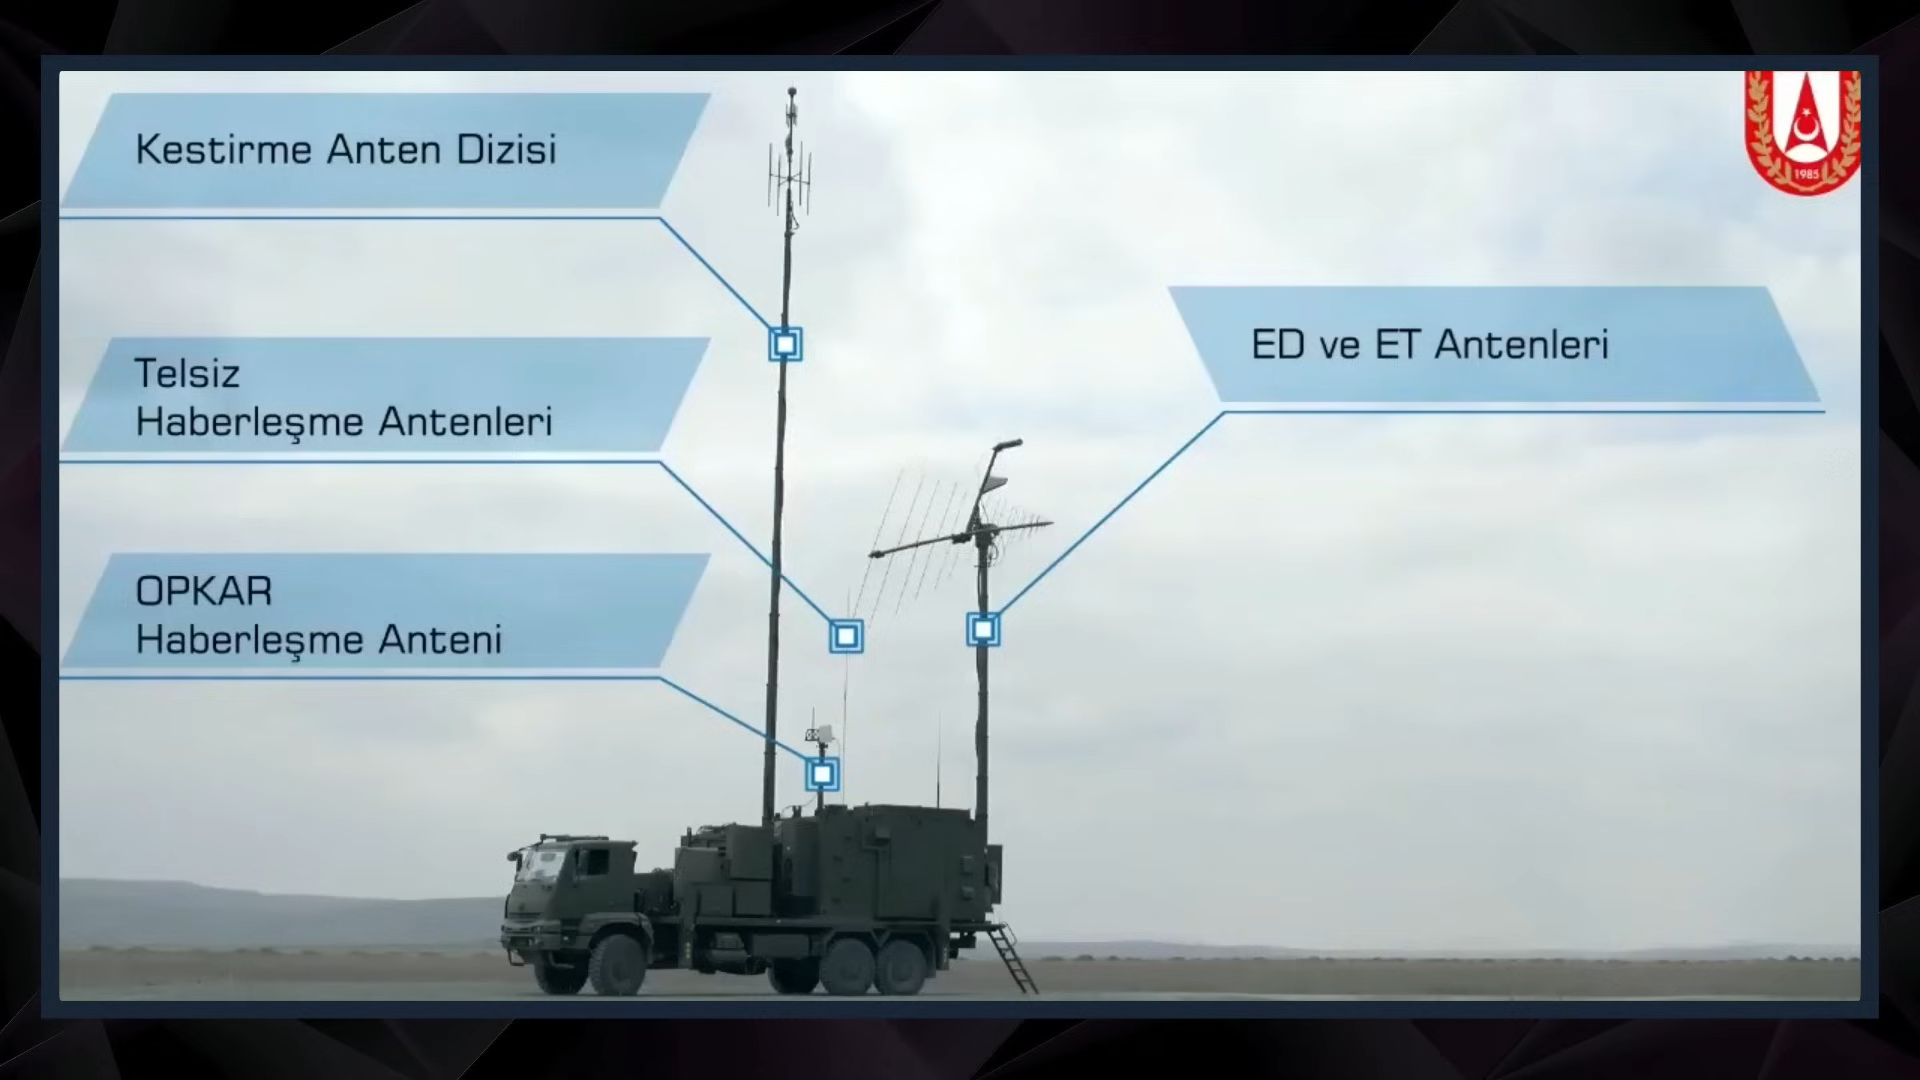 Kestirme Anten Dizisi
Telsiz
Haberleşme Antenleri
OPKAR
Haberleşme Anteni
ED ve ET Antenleri
1985